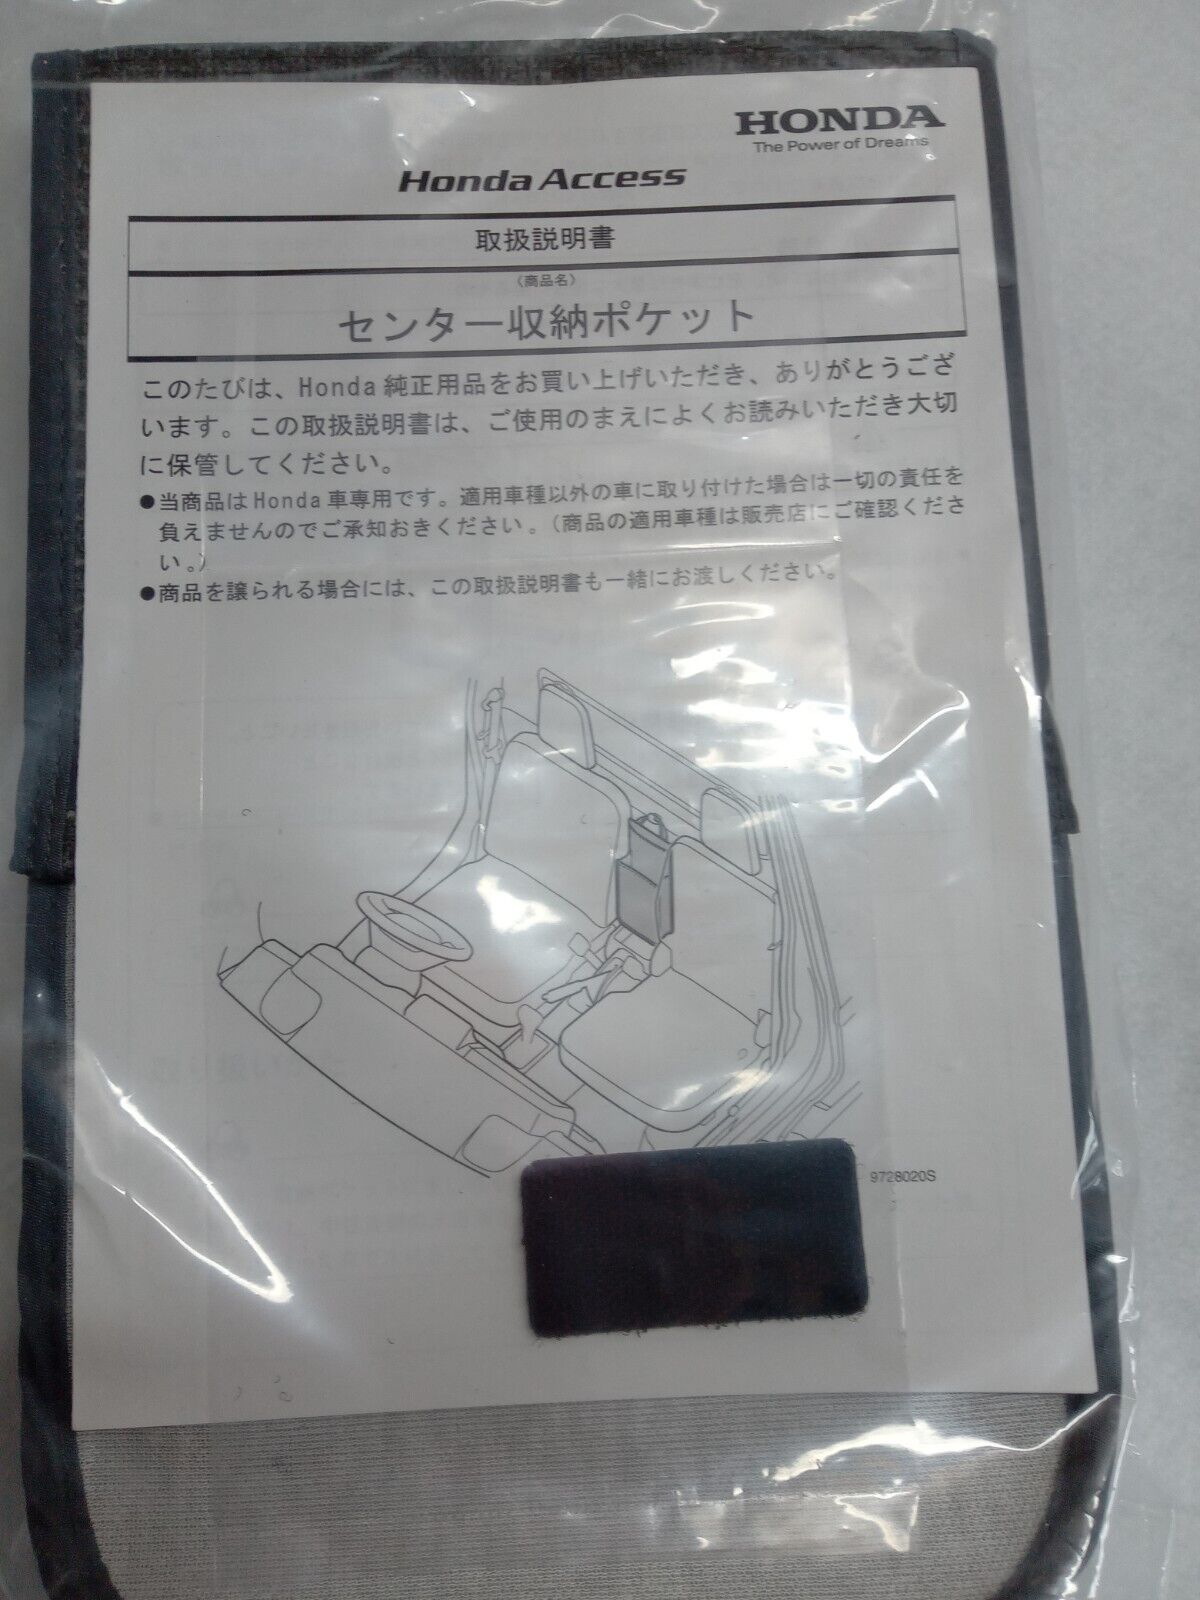 HONDA
The Power of Dreams
Honda Access
取扱説明書
（商品名）
センター収納ポケット
このたびは、Honda 純正用品をお買い上げいただき、ありがとうござ
います。この取扱説明書は、ご使用のまえによくお読みいただき大切
に保管してください。
●当商品はHonda 車専用です。適用車種以外の車に取り付けた場合は一切の責任を
負えませんのでご承知おきください。（商品の適用車種は販売店にご確認くださ
い。）
●商品を譲られる場合には、この取扱説明書も一緒にお渡しください。
9728020S